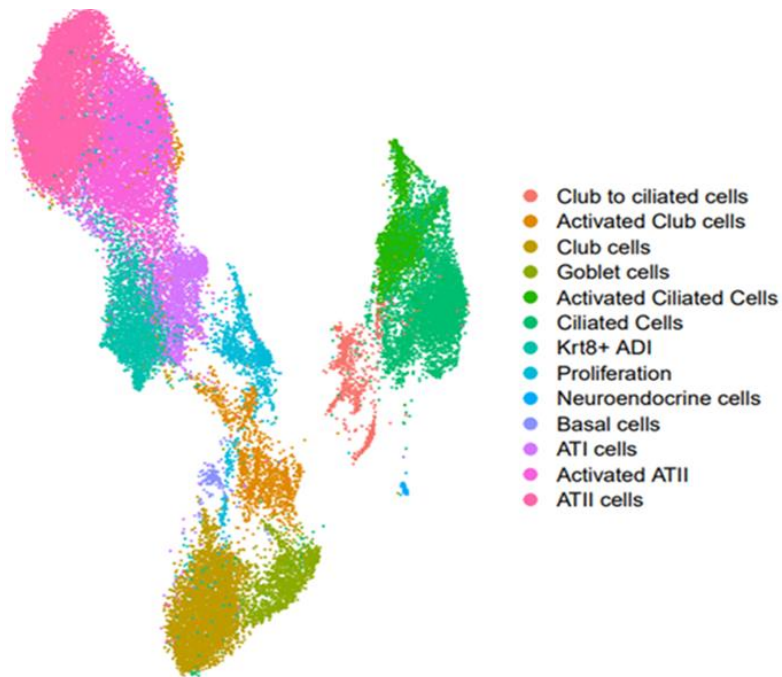 Club to ciliated cells
Activated Club cells
Club cells
Goblet cells
Activated Ciliated Cells
Ciliated Cells
Krt8+ ADI
Proliferation
Neuroendocrine cells
Basal cells
ATI cells
Activated ATII
ATII cells